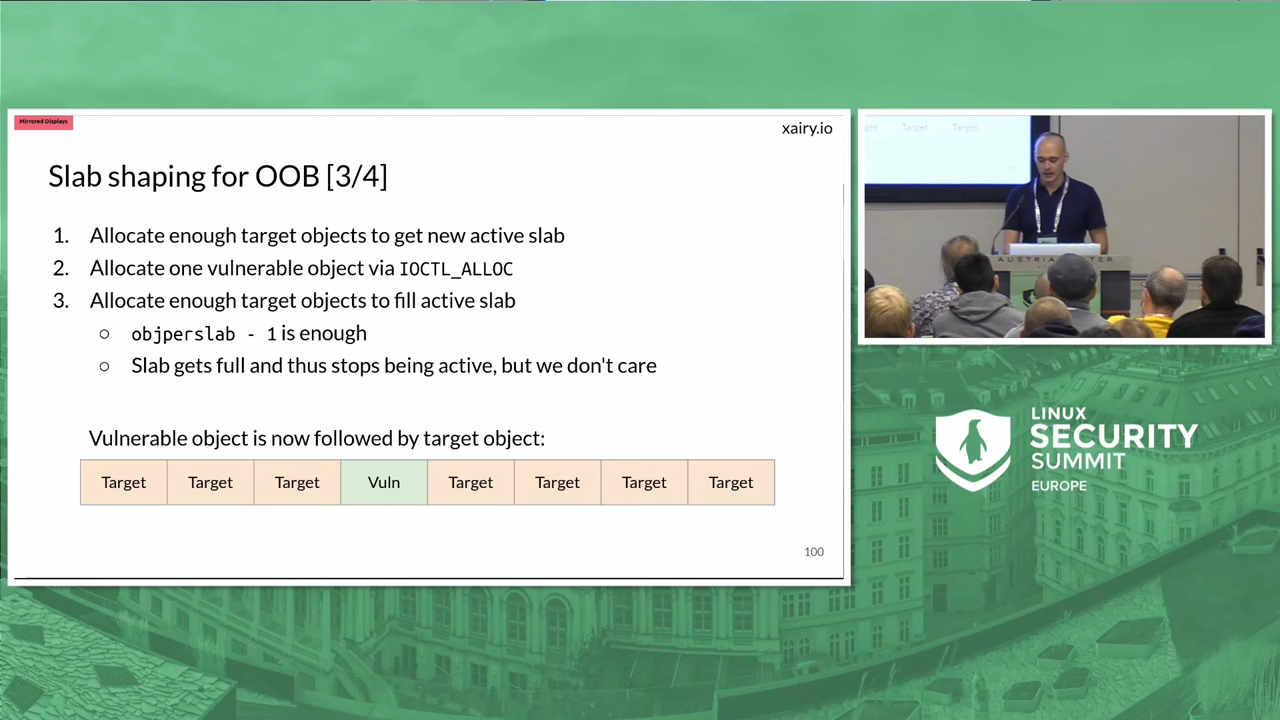 Mirrored Displays
xairy.io
Slab shaping for OOB [3/4]
1. Allocate enough target objects to get new active slab
2. Allocate one vulnerable object via IOCTL_ALLOC
3. Allocate enough target objects to fill active slab
○ objperslab - 1 is enough
○ Slab gets full and thus stops being active, but we don't care
Vulnerable object is now followed by target object:
Target Target Target Vuln Target Target Target Target
100
Target Target
LINUX
SECURITY
SUMMIT
EUROPE